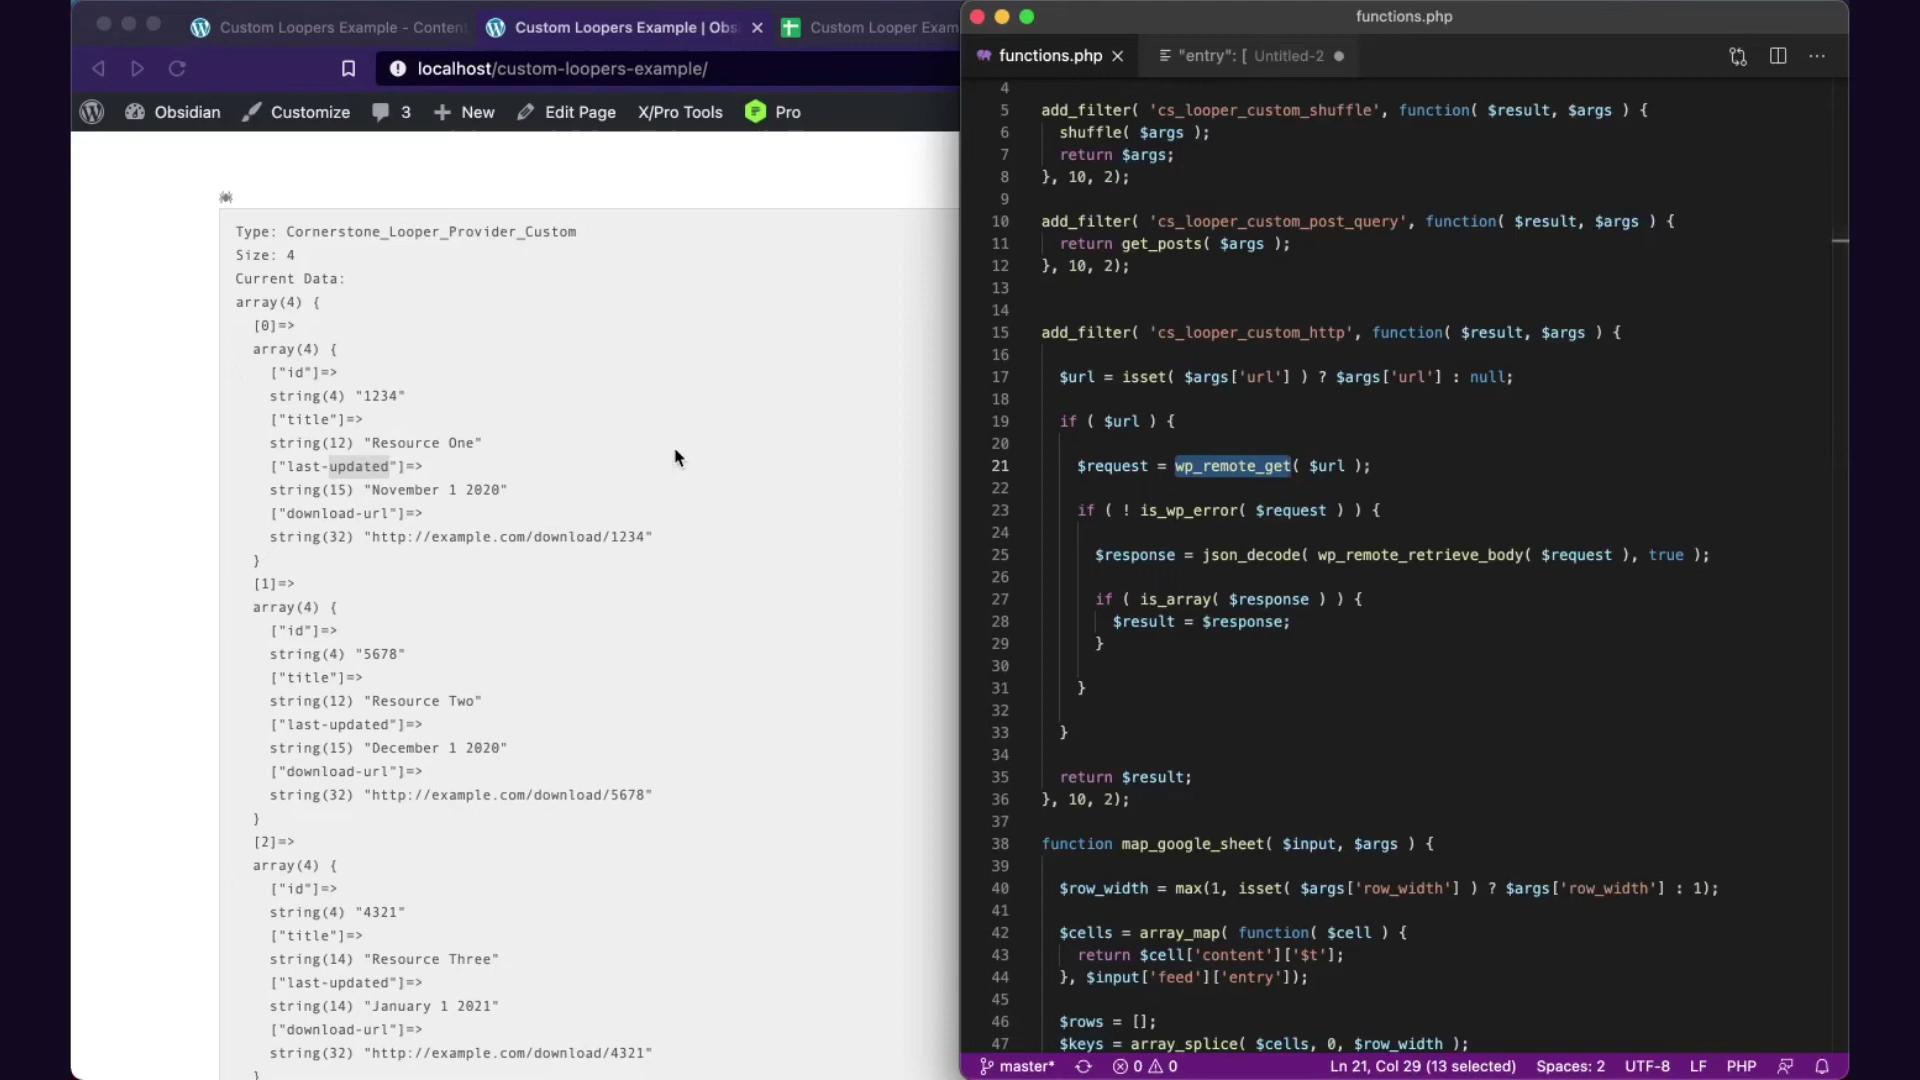 Custom Loopers Example - Conten
Custom Loopers Example | Obs
Custom Looper Exam
localhost/custom-loopers-example/
Obsidian
Customize
3
New
Edit Page
X/Pro Tools
Pro
Type: Cornerstone_Looper_Provider_Custom
Size: 4
Current Data:
array(4) {
[0]=>
array(4) {
["id"]=>
string(4) "1234"
["title"]=>
string(12) "Resource One"
["last-updated"]=>
string(15) "November 1 2020"
["download-url"]=>
string(32) "http://example.com/download/1234"
}
[1]=>
array(4) {
["id"]=>
string(4) "5678"
["title"]=>
string(12) "Resource Two"
["last-updated"]=>
string(15) "December 1 2020"
["download-url"]=>
string(32) "http://example.com/download/5678"
}
[2]=>
array(4) {
["id"]=>
string(4) "4321"
["title"]=>
string(14) "Resource Three"
["last-updated"]=>
string(14) "January 1 2021"
["download-url"]=>
string(32) "http://example.com/download/4321"
}
functions.php
functions.php
"entry": [ Untitled-2
4
5 add_filter( 'cs_looper_custom_shuffle', function( $result, $args ) {
6 shuffle( $args );
7 return $args;
8 }, 10, 2);
9
10 add_filter( 'cs_looper_custom_post_query', function( $result, $args ) {
11 return get_posts( $args );
12 }, 10, 2);
13
14
15 add_filter( 'cs_looper_custom_http', function( $result, $args ) {
16
17 $url = isset( $args['url'] ) ? $args['url'] : null;
18
19 if ( $url ) {
20
21 $request = wp_remote_get( $url );
22
23 if ( ! is_wp_error( $request ) ) {
24
25 $response = json_decode( wp_remote_retrieve_body( $request ), true );
26
27 if ( is_array( $response ) ) {
28 $result = $response;
29 }
30
31 }
32
33 }
34
35 return $result;
36 }, 10, 2);
37
38 function map_google_sheet( $input, $args ) {
39
40 $row_width = max(1, isset( $args['row_width'] ) ? $args['row_width'] : 1);
41
42 $cells = array_map( function( $cell ) {
43 return $cell['content']['$t'];
44 }, $input['feed']['entry']);
45
46 $rows = [];
47 $keys = array_splice( $cells, 0, $row_width );
master* 0 0 Ln 21, Col 29 (13 selected) Spaces: 2 UTF-8 LF PHP